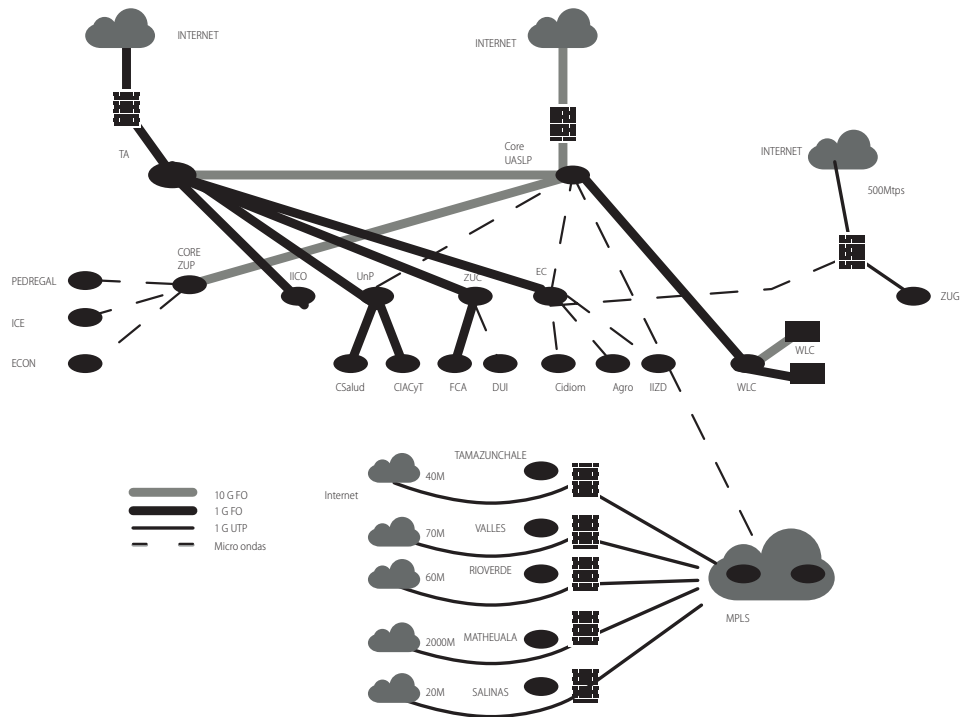 INTERNET
INTERNET
TA
Core
UASLP
INTERNET
500Mtps
CORE
ZUP
PEDREGAL
IICO
UnP
ZUC
EC
ZUG
ICE
ECON
WLC
CSalud
CIACyT
FCA
DUI
Cidiom
Agro
IIZD
WLC
TAMAZUNCHALE
40M
Internet
10 G FO
1 G FO
1 G UTP
Micro ondas
70M
VALLES
60M
RIOVERDE
2000M
MATHEUALA
20M
SALINAS
MPLS